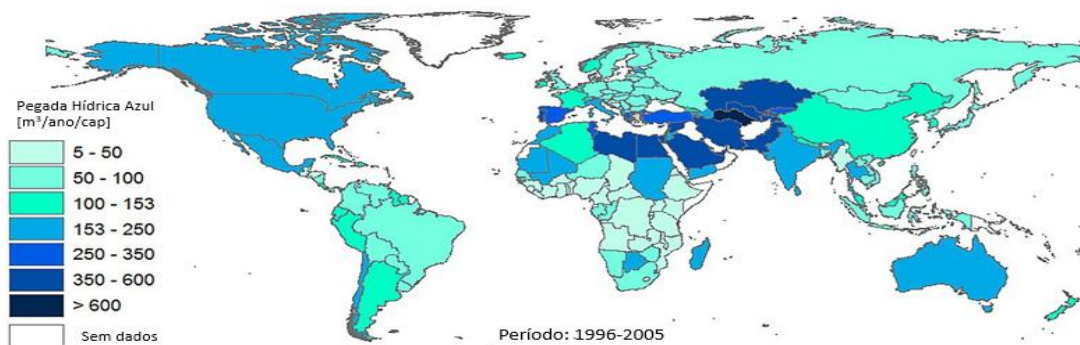 Pegada Hídrica Azul
[m³/ano/cap]
5 - 50
50 - 100
100 - 153
153 - 250
250 - 350
350 - 600
> 600
Sem dados
Período: 1996-2005